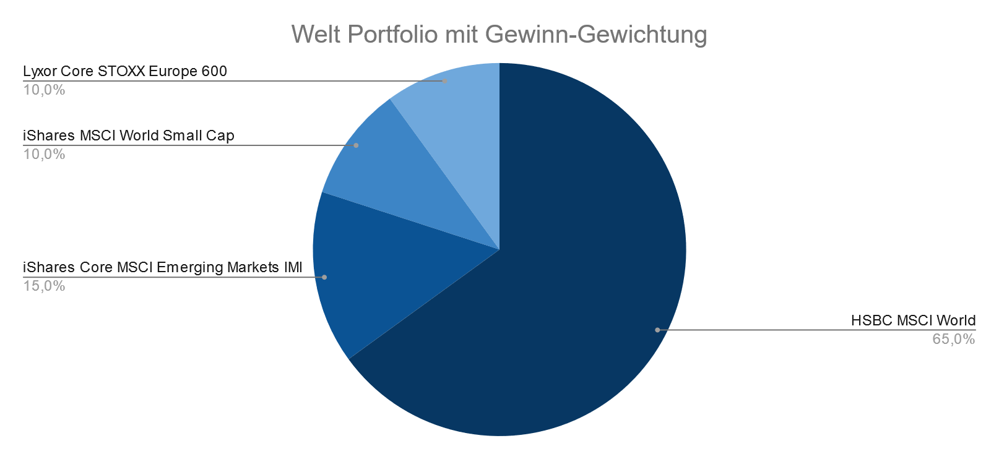 Welt Portfolio mit Gewinn-Gewichtung
Lyxor Core STOXX Europe 600
10,0%
iShares MSCI World Small Cap
10,0%
iShares Core MSCI Emerging Markets IMI
15,0%
HSBC MSCI World
65,0%